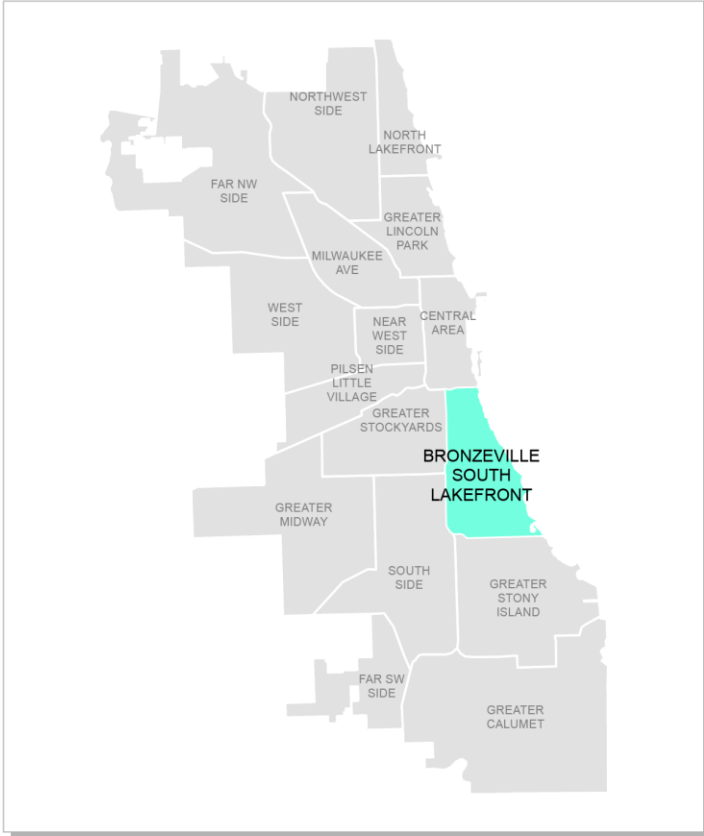 NORTHWEST
SIDE
NORTH
LAKEFRONT
FAR NW
SIDE
GREATER
LINCOLN
PARK
MILWAUKEE
AVE
WEST
SIDE
NEAR
WEST
SIDE
CENTRAL
AREA
PILSEN
LITTLE
VILLAGE
GREATER
STOCKYARDS
BRONZEVILLE
SOUTH
LAKEFRONT
GREATER
MIDWAY
SOUTH
SIDE
GREATER
STONY
ISLAND
FAR SW
SIDE
GREATER
CALUMET